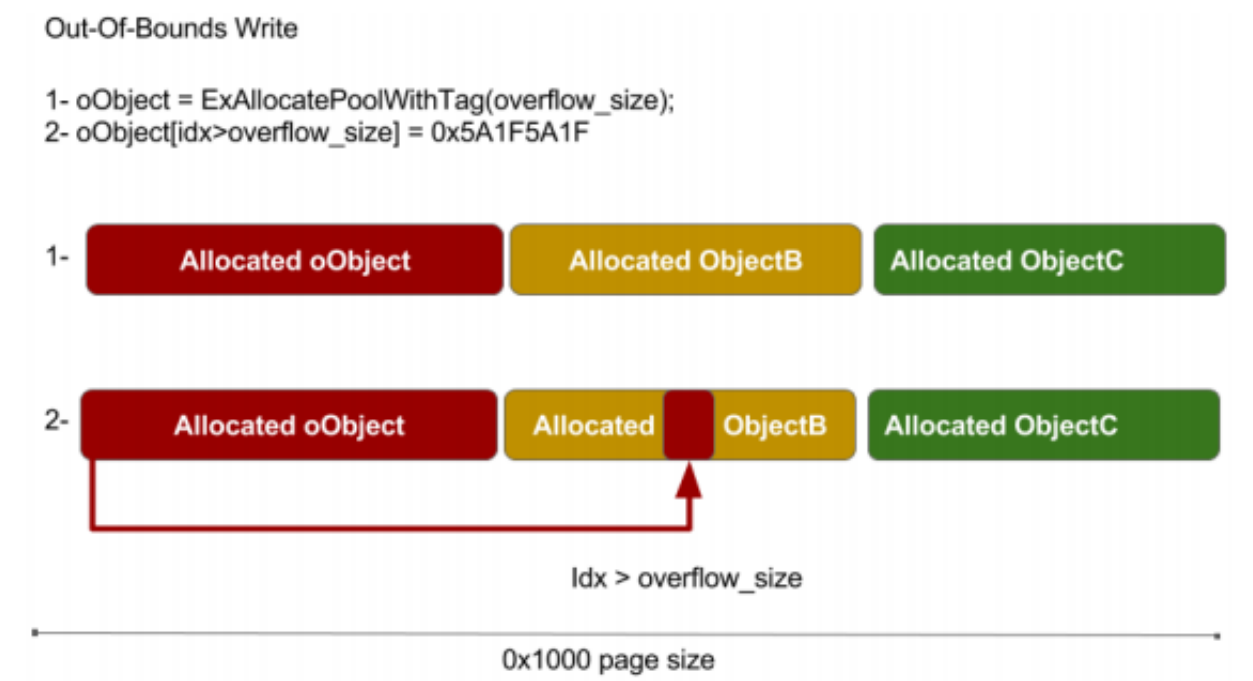 Out-Of-Bounds Write
1- oObject = ExAllocatePoolWithTag(overflow_size);
2- oObject[idx>overflow_size] = 0x5A1F5A1F
1- Allocated oObject Allocated ObjectB Allocated ObjectC
2- Allocated oObject Allocated ObjectB Allocated ObjectC
Idx > overflow_size
0x1000 page size